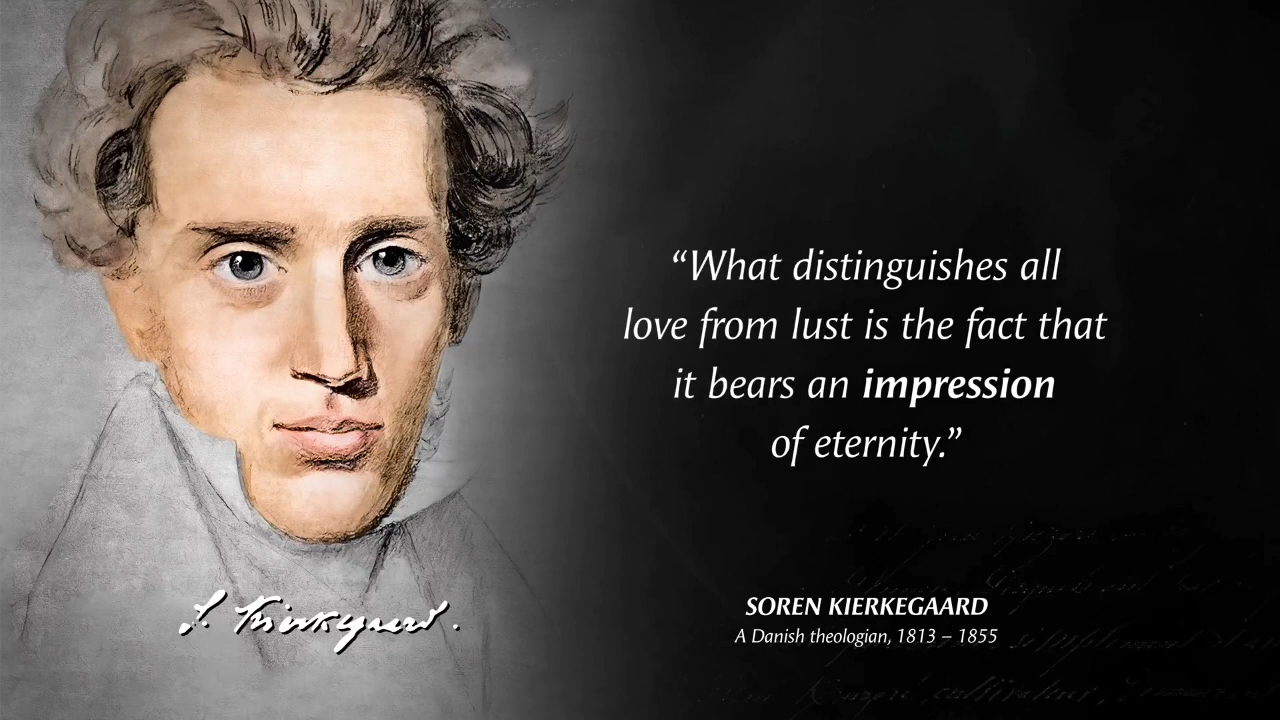 “What distinguishes all
love from lust is the fact that
it bears an impression
of eternity.”
S. Kierkegaard.
SOREN KIERKEGAARD
A Danish theologian, 1813 – 1855